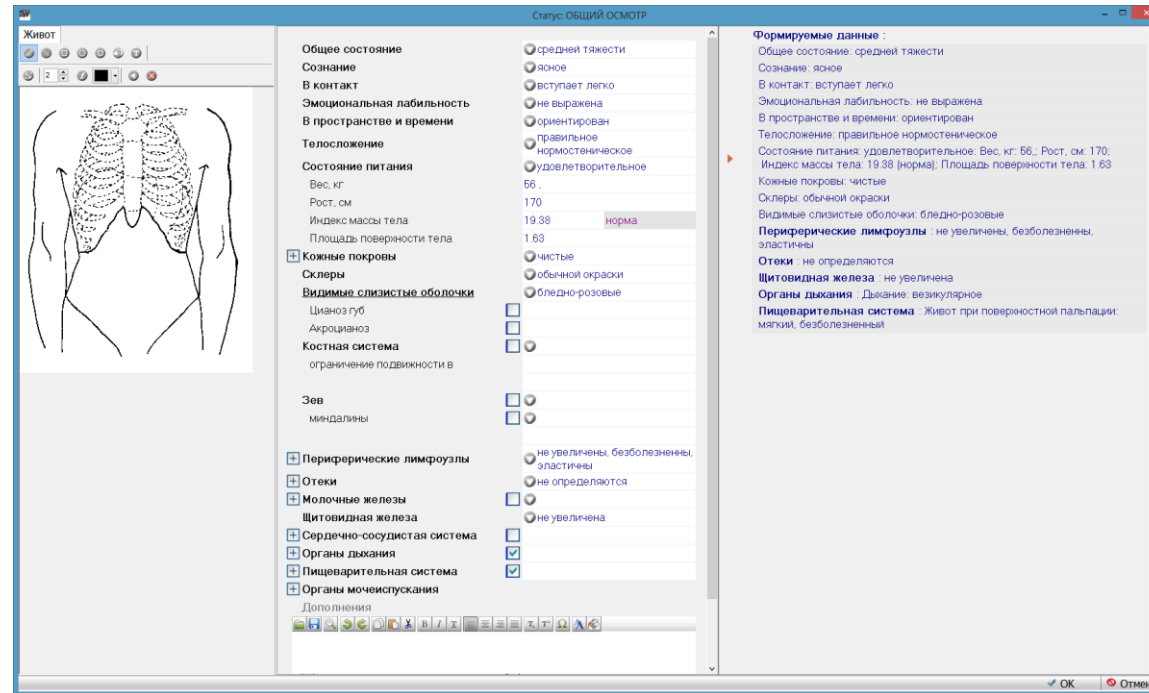 Статус: ОБЩИЙ ОСМОТР
Живот
2
Общее состояние средней тяжести
Сознание ясное
В контакт вступает легко
Эмоциональная лабильность не выражена
В пространстве и времени ориентирован
Телосложение правильное нормостеническое
Состояние питания удовлетворительное
Вес, кг 56 ,
Рост, см 170
Индекс массы тела 19.38 норма
Площадь поверхности тела 1.63
Кожные покровы чистые
Склеры обычной окраски
Видимые слизистые оболочки бледно-розовые
Цианоз губ
Акроцианоз
Костная система
ограничение подвижности в
Зев
миндалины
Периферические лимфоузлы не увеличены, безболезненны, эластичны
Отеки не определяются
Молочные железы
Щитовидная железа не увеличена
Сердечно-сосудистая система
Органы дыхания
Пищеварительная система
Органы мочеиспускания
Дополнения
Формируемые данные :
Общее состояние: средней тяжести
Сознание: ясное
В контакт: вступает легко
Эмоциональная лабильность: не выражена
В пространстве и времени: ориентирован
Телосложение: правильное нормостеническое
Состояние питания: удовлетворительное: Вес, кг: 56,; Рост, см: 170;
Индекс массы тела: 19.38 (норма); Площадь поверхности тела: 1.63
Кожные покровы: чистые
Склеры: обычной окраски
Видимые слизистые оболочки: бледно-розовые
Периферические лимфоузлы : не увеличены, безболезненны,
эластичны
Отеки : не определяются
Щитовидная железа : не увеличена
Органы дыхания : Дыхание: везикулярное
Пищеварительная система : Живот при поверхностной пальпации:
мягкий, безболезненный
OK Отмен